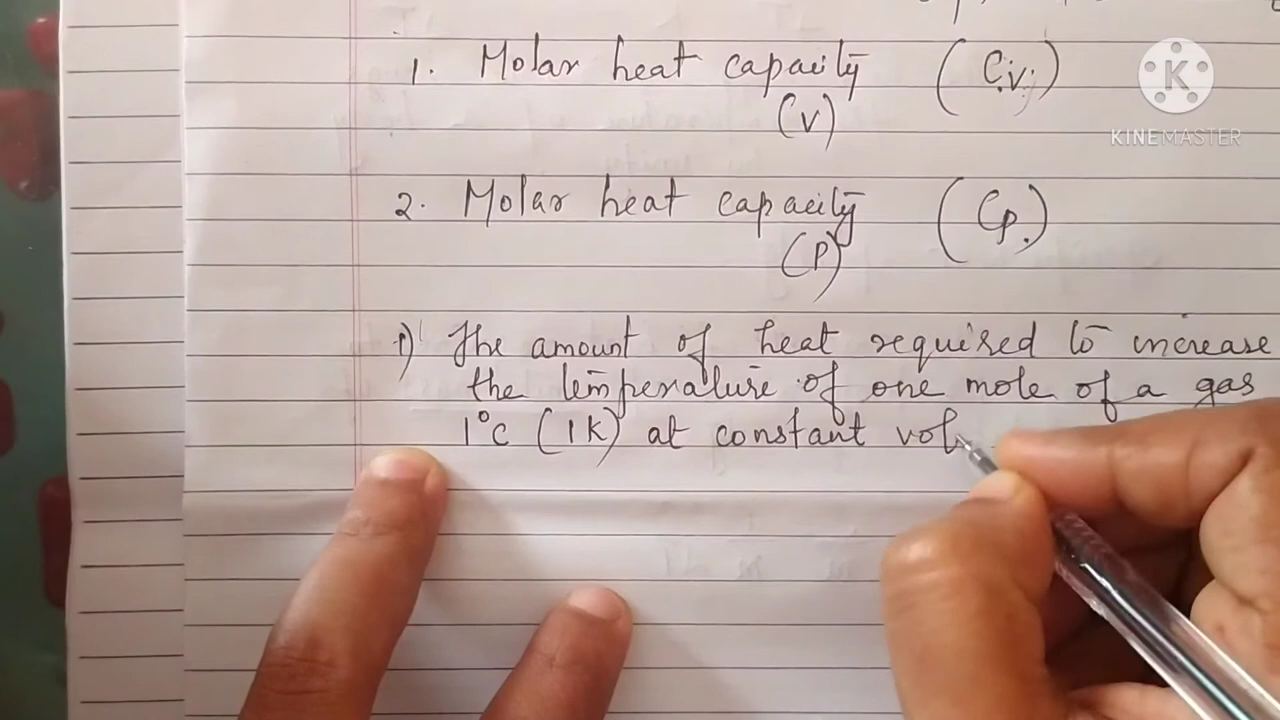 1. Molar heat capacity (Cv)
(V)
2. Molar heat capacity (Cp.)
(P)
1) The amount of heat required to increase
the temperature of one mole of a gas
1°C (1K) at constant vol
K
KINEMASTER